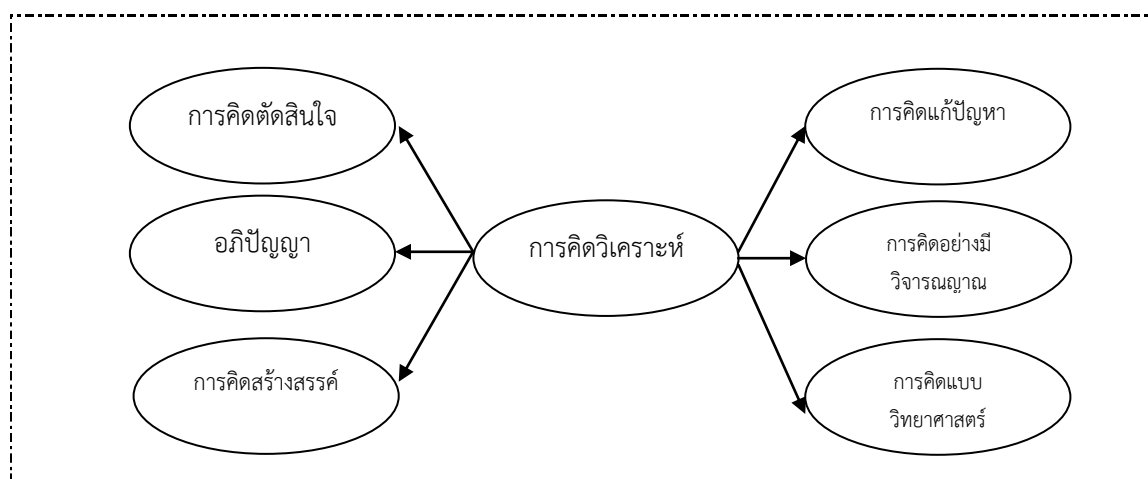 การคิดตัดสินใจ
อภิปัญญา
การคิดสร้างสรรค์
การคิดวิเคราะห์
การคิดแก้ปัญหา
การคิดอย่างมี
วิจารณญาณ
การคิดแบบ
วิทยาศาสตร์